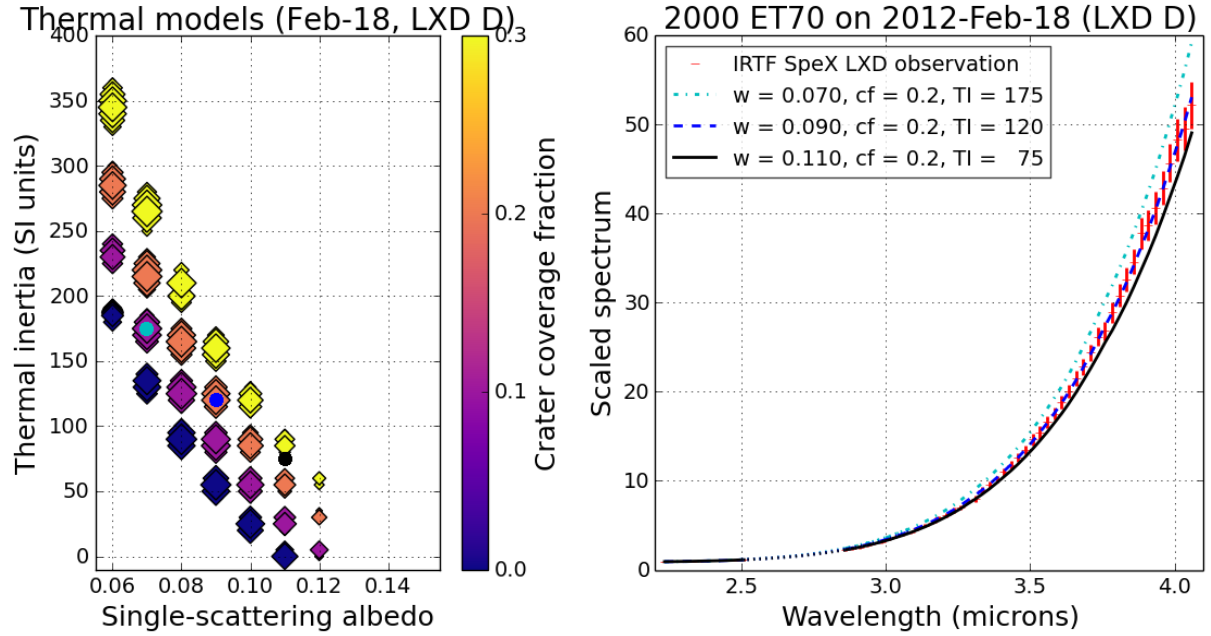 Thermal models (Feb-18, LXD D)
400
350
300
250
200
150
100
50
0
0.06
0.08
0.10
0.12
0.14
Thermal inertia (SI units)
Single-scattering albedo
0.3
0.2
0.1
0.0
Crater coverage fraction
2000 ET70 on 2012-Feb-18 (LXD D)
60
50
40
30
20
10
0
IRTF SpeX LXD observation
w = 0.070, cf = 0.2, TI = 175
w = 0.090, cf = 0.2, TI = 120
w = 0.110, cf = 0.2, TI = 75
Scaled spectrum
2.5
3.0
3.5
4.0
Wavelength (microns)